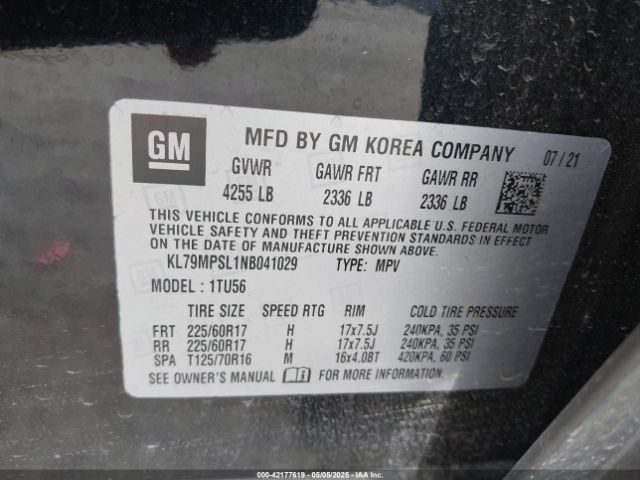 GM
MFD BY GM KOREA COMPANY 07/21
GVWR GAWR FRT GAWR RR
4255 LB 2336 LB 2336 LB
THIS VEHICLE CONFORMS TO ALL APPLICABLE U.S. FEDERAL MOTOR
VEHICLE SAFETY AND THEFT PREVENTION STANDARDS IN EFFECT
ON THE DATE OF MANUFACTURE SHOWN ABOVE.
KL79MPSL1NB041029 TYPE: MPV
MODEL : 1TU56
TIRE SIZE SPEED RTG RIM COLD TIRE PRESSURE
FRT 225/60R17 H 17x7.5J 240KPA, 35 PSI
RR 225/60R17 H 17x7.5J 240KPA, 35 PSI
SPA T125/70R16 M 16x4.0BT 420KPA, 60 PSI
SEE OWNER'S MANUAL FOR MORE INFORMATION.
000-42177619 05/05/2025 IAAI.COM